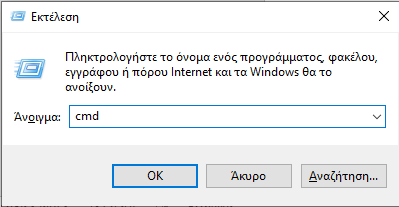 Εκτέλεση
Πληκτρολογήστε το όνομα ενός προγράμματος, φακέλου,
εγγράφου ή πόρου Internet και τα Windows θα το
ανοίξουν.
Άνοιγμα: cmd
OK Άκυρο Αναζήτηση...